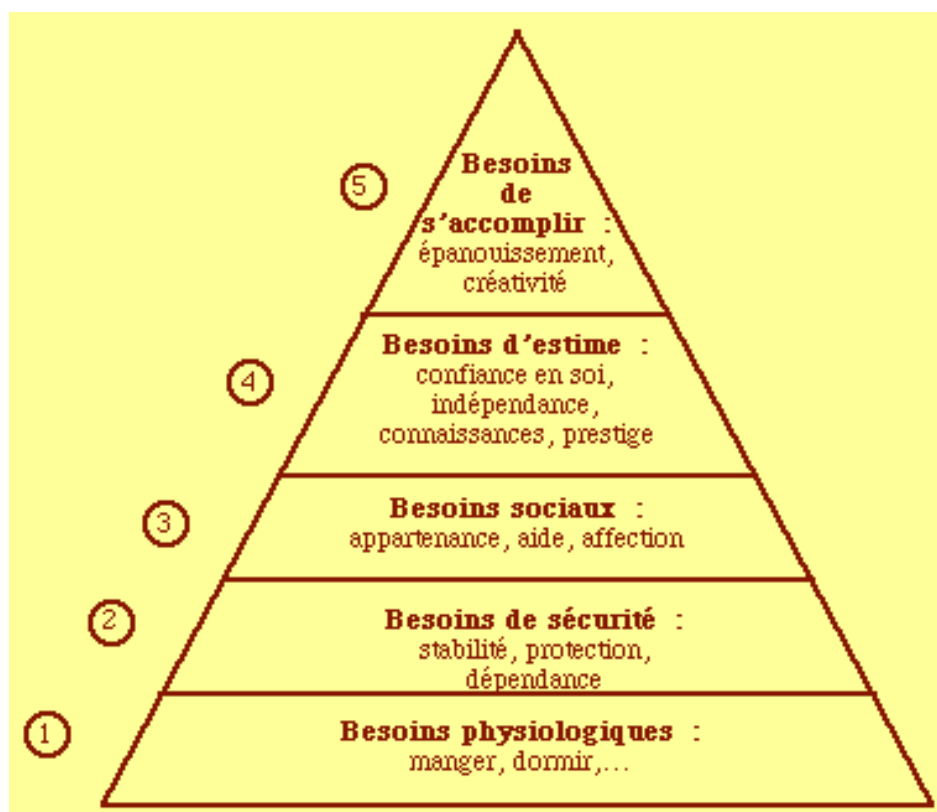 5
Besoins
de
s'accomplir :
épanouissement,
créativité
4
Besoins d'estime :
confiance en soi,
indépendance,
connaissances, prestige
3
Besoins sociaux :
appartenance, aide, affection
2
Besoins de sécurité :
stabilité, protection,
dépendance
1
Besoins physiologiques :
manger, dormir,...